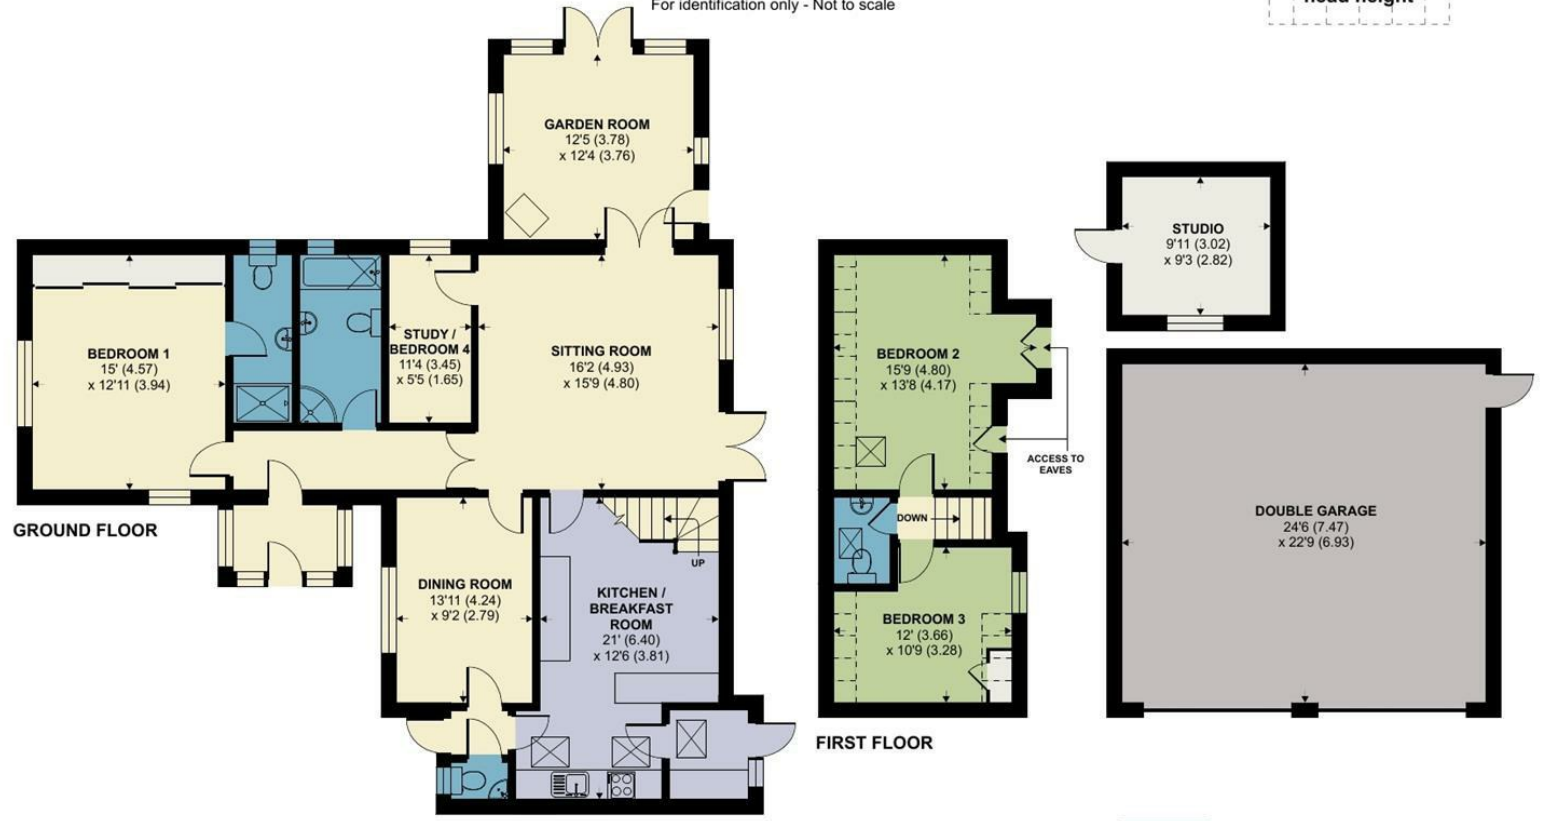 For identification only - Not to scale
head height
GARDEN ROOM
12'5 (3.78)
x 12'4 (3.76)
BEDROOM 1
15' (4.57)
x 12'11 (3.94)
STUDY /
BEDROOM 4
11'4 (3.45)
x 5'5 (1.65)
SITTING ROOM
16'2 (4.93)
x 15'9 (4.80)
GROUND FLOOR
DINING ROOM
13'11 (4.24)
x 9'2 (2.79)
KITCHEN /
BREAKFAST
ROOM
21' (6.40)
x 12'6 (3.81)
UP
BEDROOM 2
15'9 (4.80)
x 13'8 (4.17)
ACCESS TO
EAVES
DOWN
BEDROOM 3
12' (3.66)
x 10'9 (3.28)
FIRST FLOOR
STUDIO
9'11 (3.02)
x 9'3 (2.82)
DOUBLE GARAGE
24'6 (7.47)
x 22'9 (6.93)